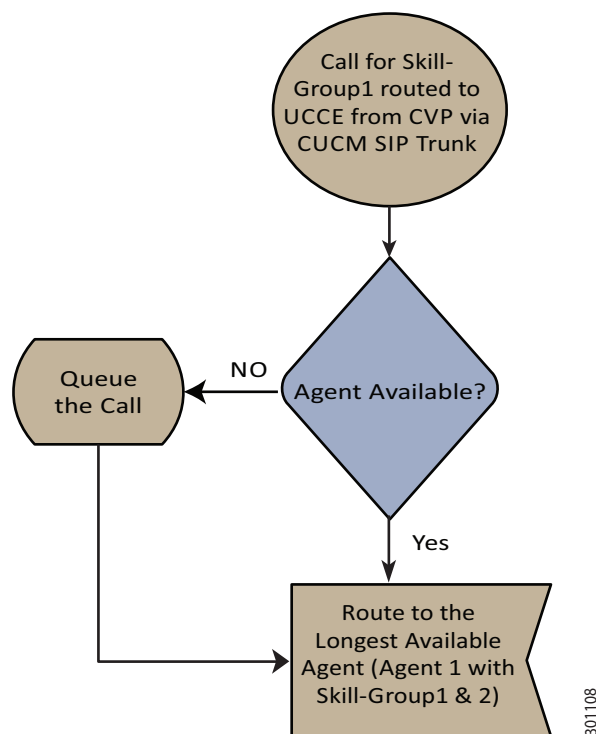 Call for Skill-
Group1 routed to
UCCE from CVP via
CUCM SIP Trunk
NO
Queue
the Call
Agent Available?
Yes
Route to the
Longest Available
Agent (Agent 1 with
Skill-Group1 & 2)
301108